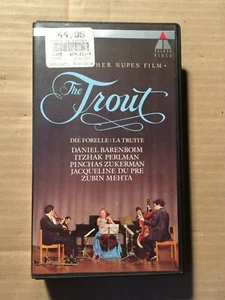 44,95
HER NUPEN FILM
The
Trout
DIE FORELLE : LA TRUITE
DANIEL BARENBOIM
ITZHAK PERLMAN
PINCHAS ZUKERMAN
JACQUELINE DU PRE
ZUBIN MEHTA